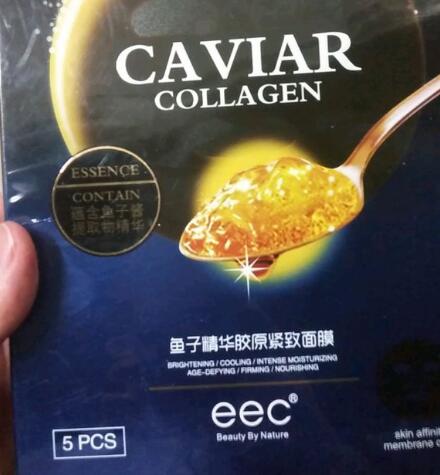 CAVIAR
COLLAGEN
ESSENCE
CONTAIN
蕴含鱼子酱
提取物精华
鱼子精华胶原紧致面膜
BRIGHTENING / COOLING / INTENSE MOISTURIZING
AGE-DEFYING / FIRMING / NOURISHING
eec®
Beauty By Nature
5 PCS
skin affinit
membrane c